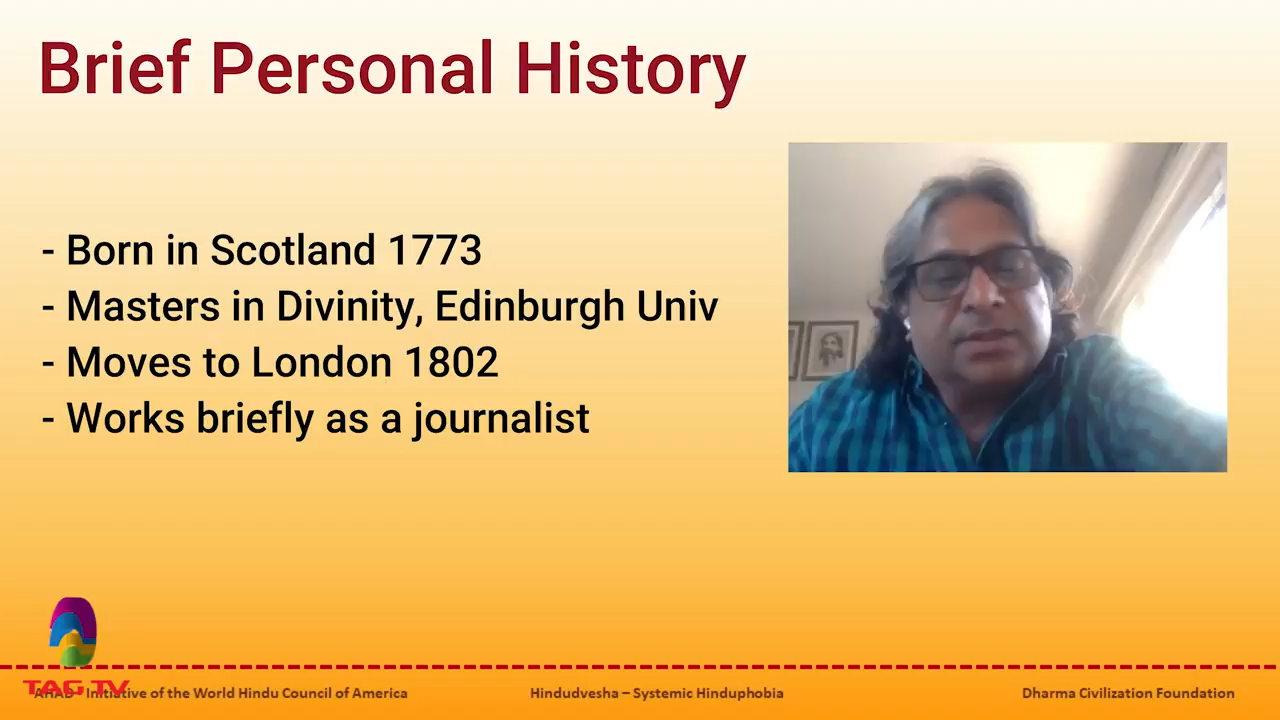 Brief Personal History
- Born in Scotland 1773
- Masters in Divinity, Edinburgh Univ
- Moves to London 1802
- Works briefly as a journalist
TAG TV
Initiative of the World Hindu Council of America
Hindudvesha – Systemic Hinduphobia
Dharma Civilization Foundation